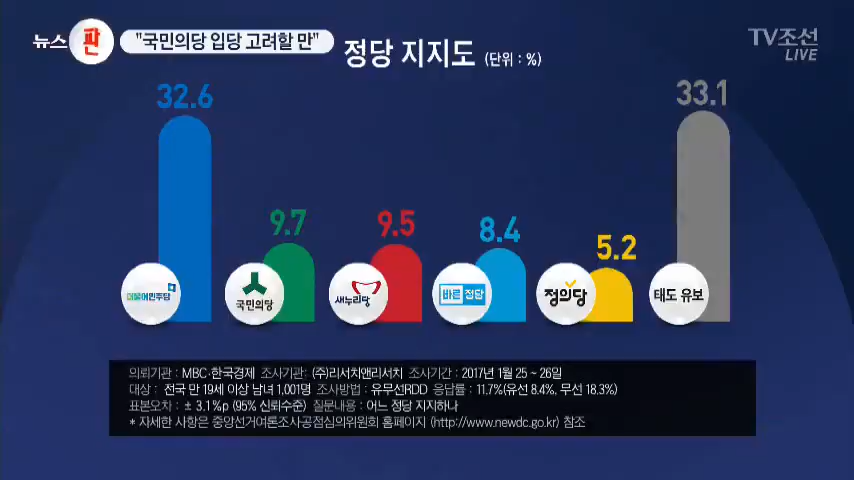 뉴스 판 "국민의당 입당 고려할 만"
정당 지지도 (단위 : %)
TV조선
LIVE
32.6
9.7
9.5
8.4
5.2
33.1
더불어민주당
국민의당
새누리당
바른정당
정의당
태도 유보
의뢰기관 : MBC·한국경제 조사기관: (주)리서치앤리서치 조사기간 : 2017년 1월 25 ~ 26일
대상 : 전국 만 19세 이상 남녀 1,001명 조사방법 : 유무선RDD 응답률 : 11.7%(유선 8.4%, 무선 18.3%)
표본오차 : ± 3.1%p (95% 신뢰수준) 질문내용 : 어느 정당 지지하나
* 자세한 사항은 중앙선거여론조사공정심의위원회 홈페이지 (http://www.newdc.go.kr) 참조